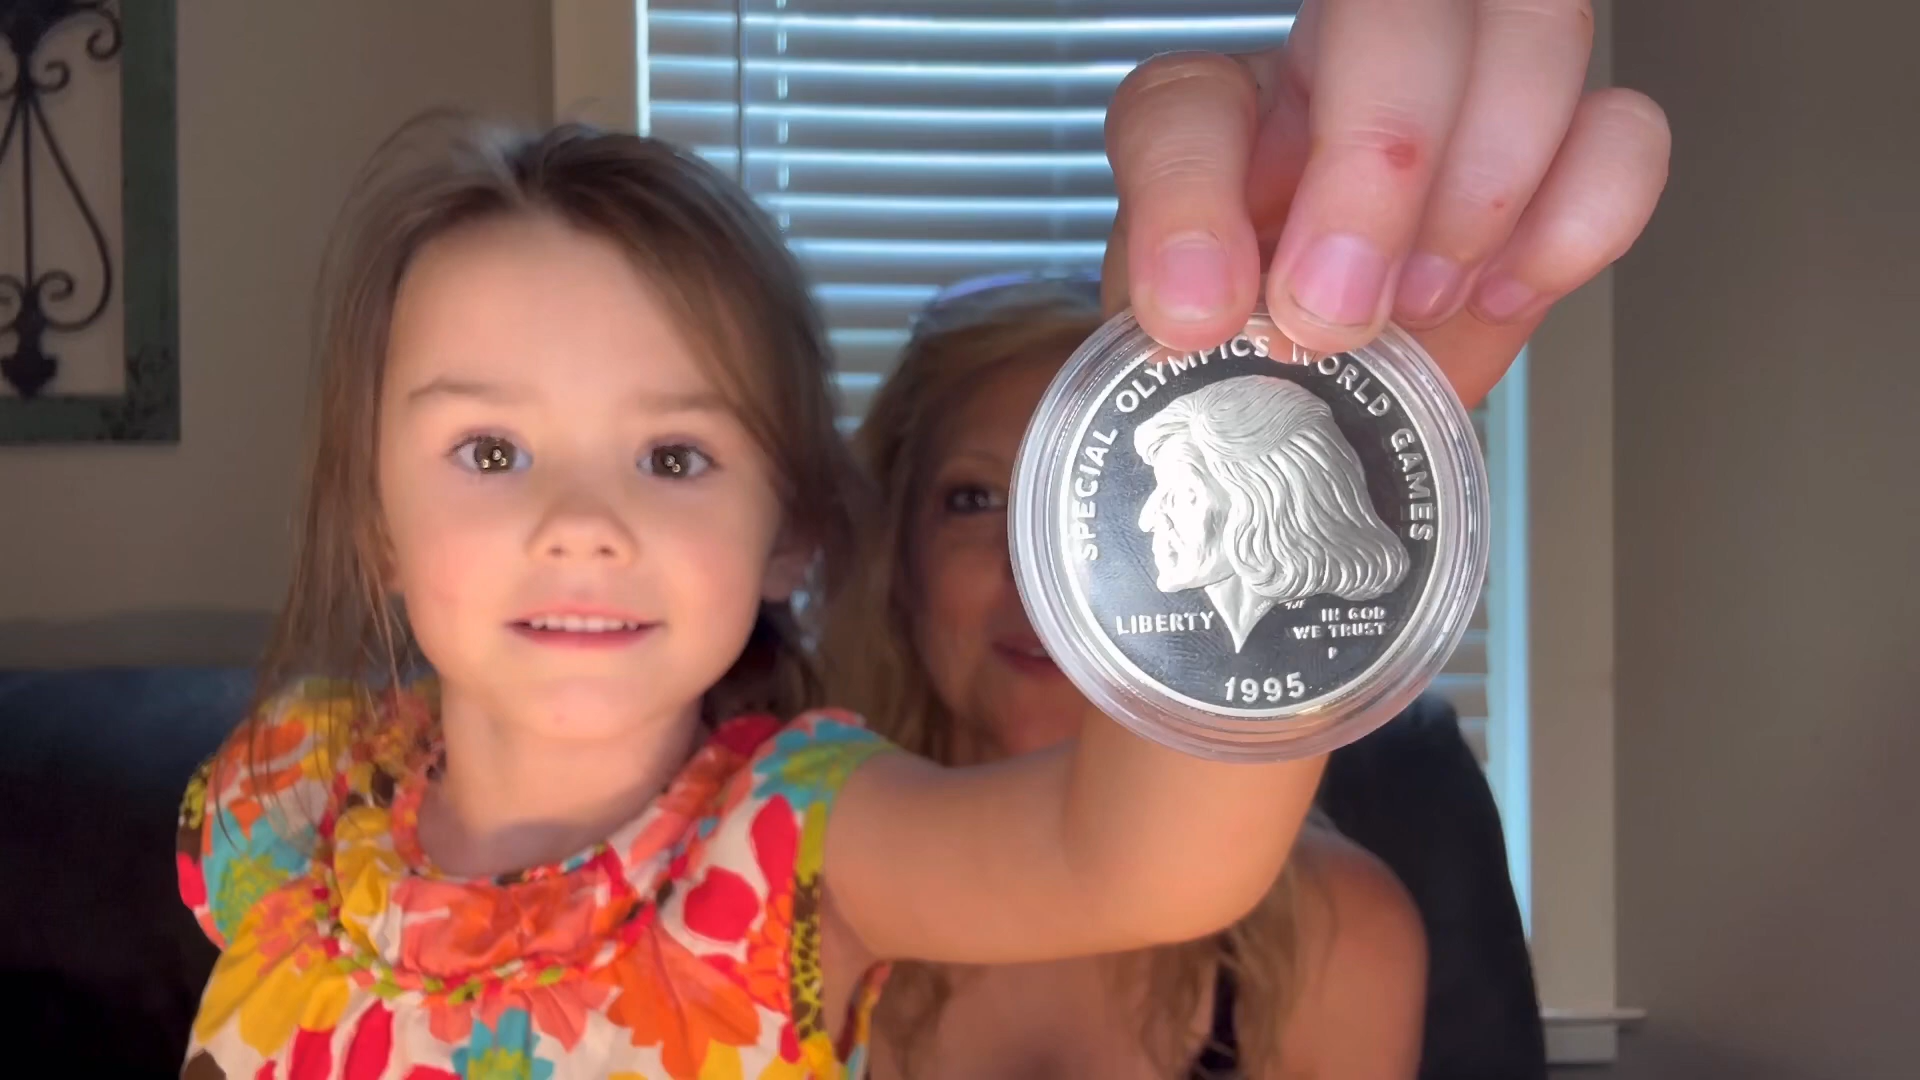 SPECIAL OLYMPICS WORLD GAMES
LIBERTY
IN GOD
WE TRUST
P
1995